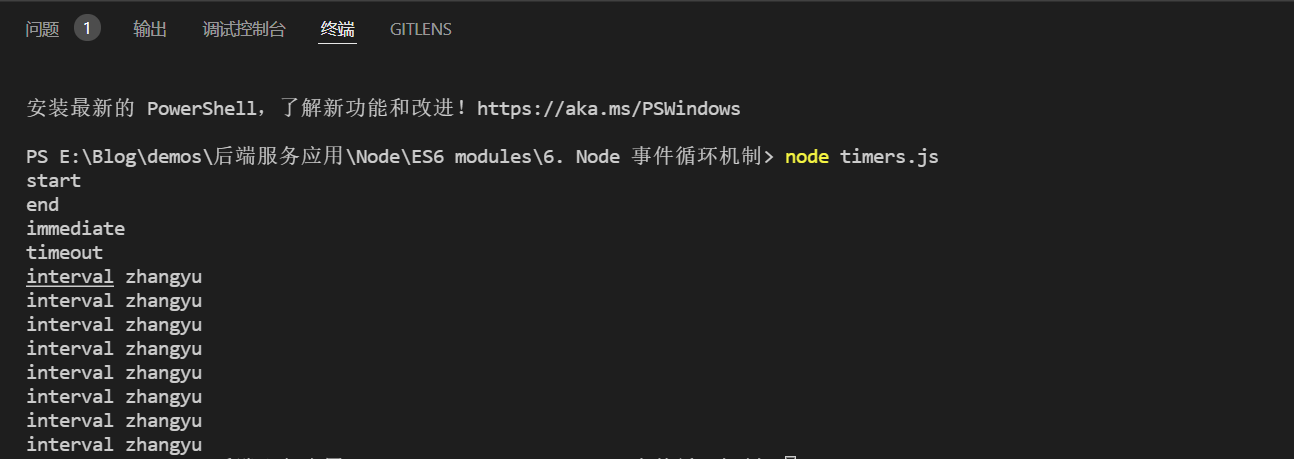 问题 1 输出 调试控制台 终端 GITLENS
安装最新的 PowerShell，了解新功能和改进！https://aka.ms/PSWindows
PS E:\Blog\demos\后端服务应用\Node\ES6 modules\6. Node 事件循环机制> node timers.js
start
end
immediate
timeout
interval zhangyu
interval zhangyu
interval zhangyu
interval zhangyu
interval zhangyu
interval zhangyu
interval zhangyu
interval zhangyu